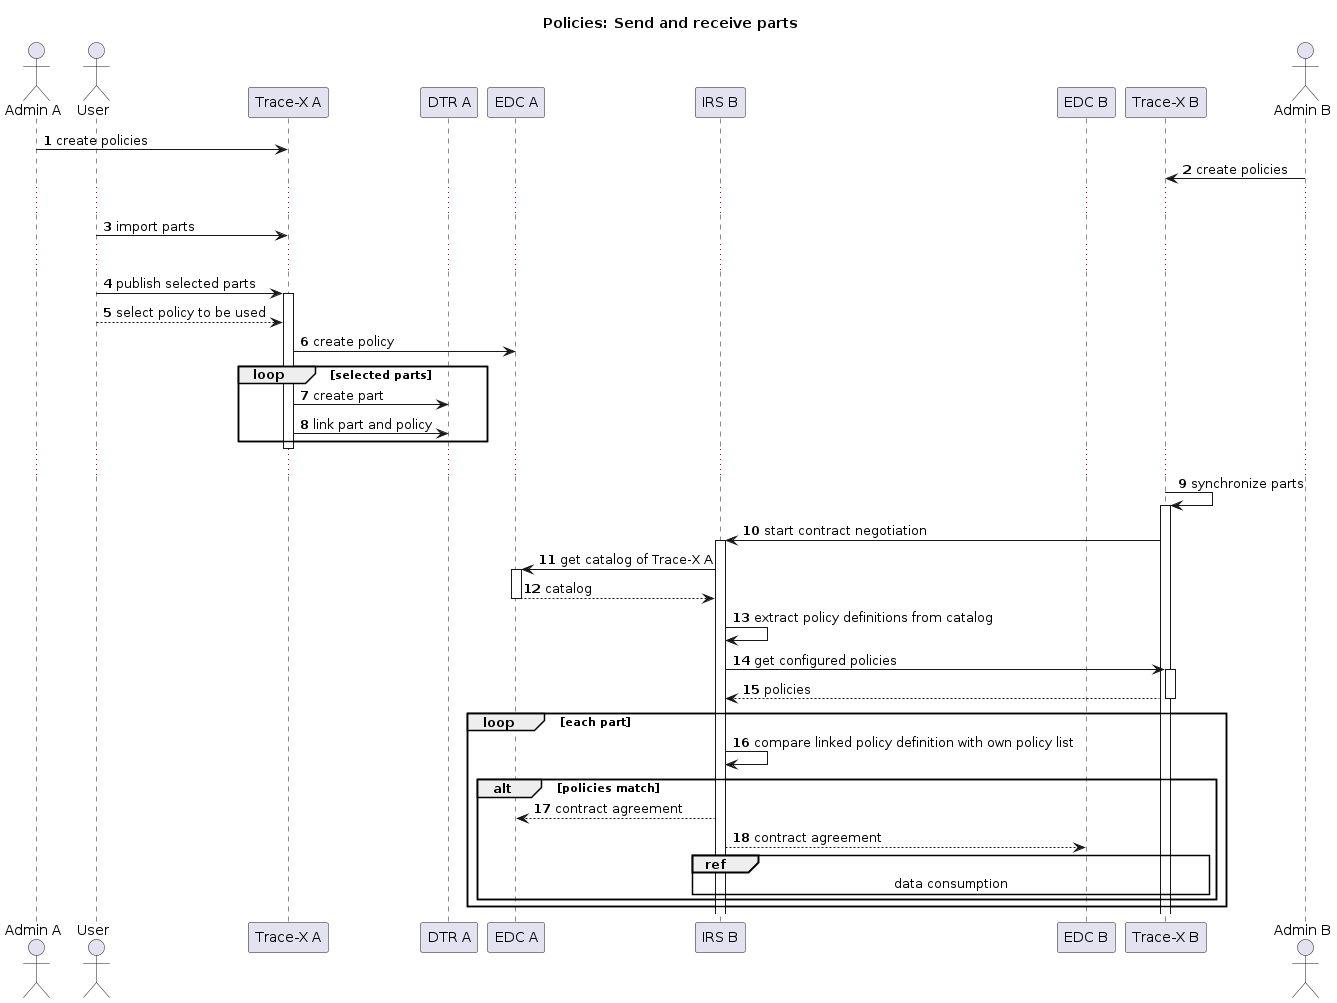 Policies: Send and receive parts
Admin A
User
Trace-X A
DTR A
EDC A
IRS B
EDC B
Trace-X B
Admin B
1 create policies
2 create policies
3 import parts
4 publish selected parts
5 select policy to be used
6 create policy
loop [selected parts]
7 create part
8 link part and policy
9 synchronize parts
10 start contract negotiation
11 get catalog of Trace-X A
12 catalog
13 extract policy definitions from catalog
14 get configured policies
15 policies
loop [each part]
16 compare linked policy definition with own policy list
alt [policies match]
17 contract agreement
18 contract agreement
ref
data consumption
Admin A
User
Trace-X A
DTR A
EDC A
IRS B
EDC B
Trace-X B
Admin B